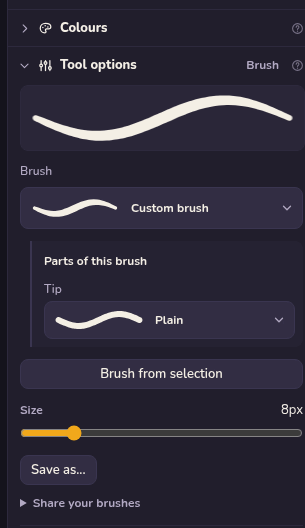 Colours
Tool options Brush
Brush
Custom brush
Parts of this brush
Tip
Plain
Brush from selection
Size 8px
Save as...
Share your brushes